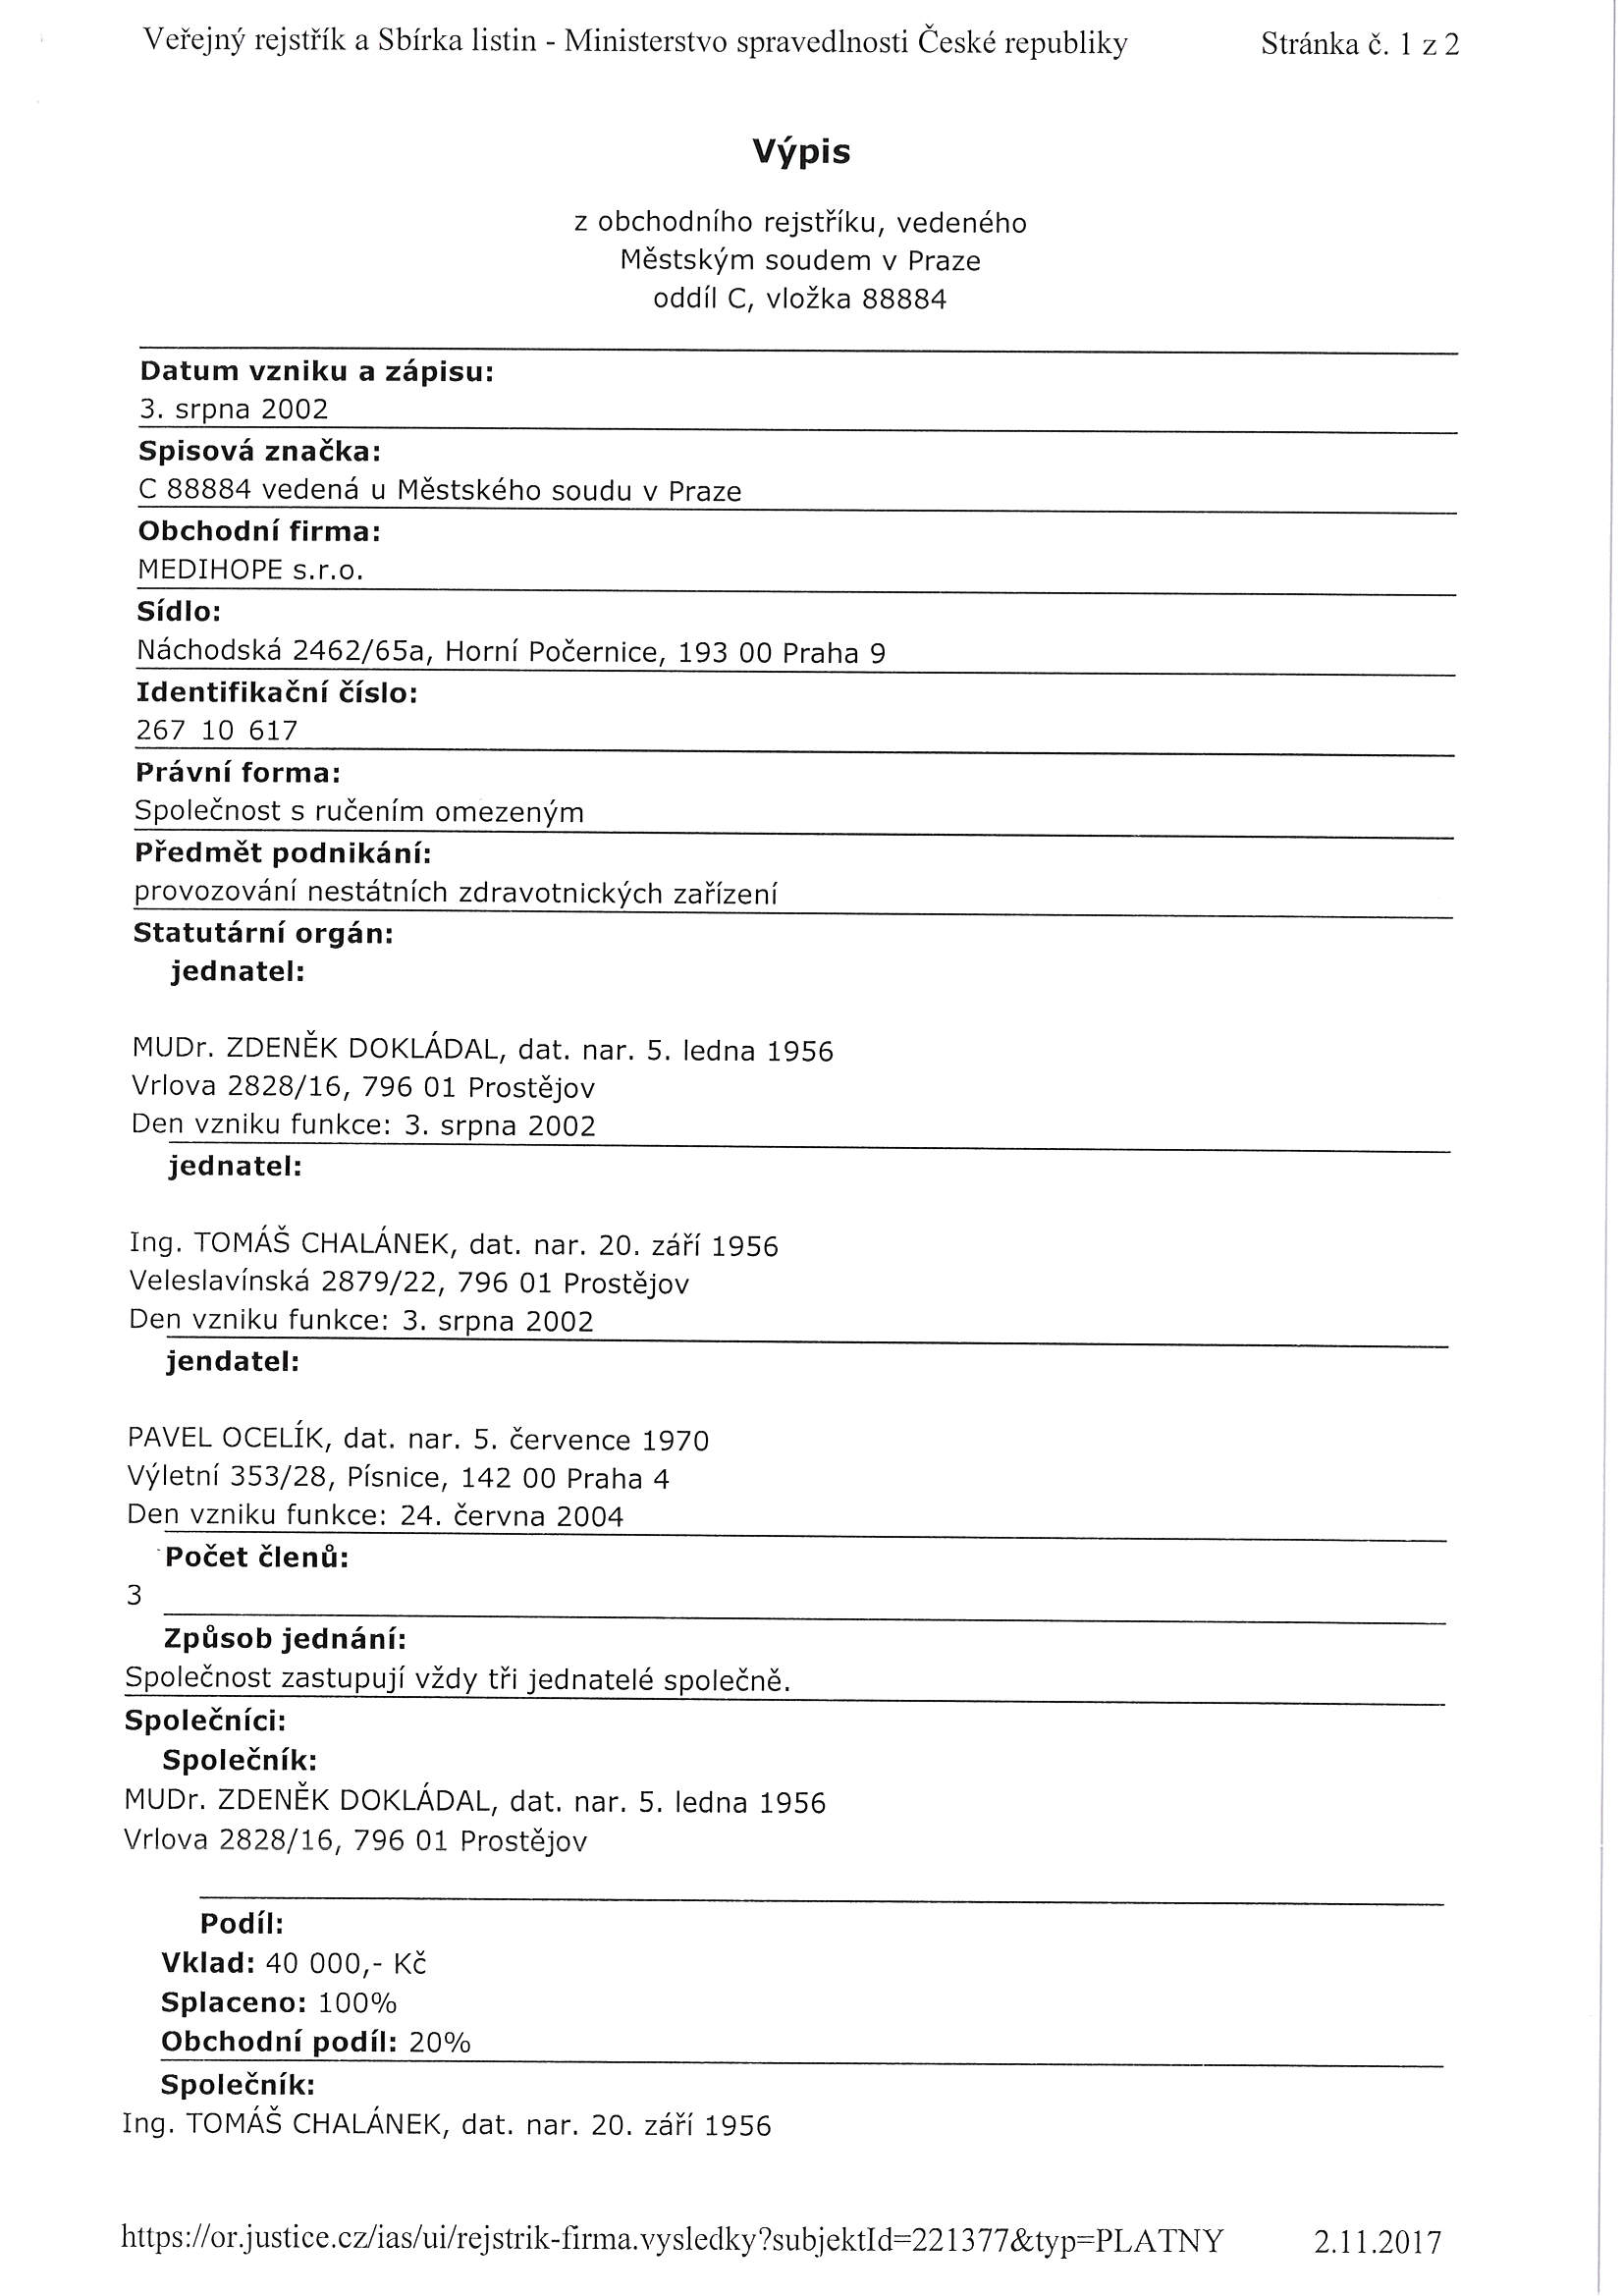 Veřejný rejstřík a Sbírka listin - Ministerstvo spravedlnosti České republiky Stránka č. 1 z 2
Výpis
z obchodního rejstříku, vedeného
Městským soudem v Praze
oddíl C, vložka 88884
Datum vzniku a zápisu:
3. srpna 2002
Spisová značka:
C 88884 vedená u Městského soudu v Praze
Obchodní firma:
MEDIHOPE s.r.o.
Sídlo:
Náchodská 2462/65a, Horní Počernice, 193 00 Praha 9
Identifikační číslo:
267 10 617
Právní forma:
Společnost s ručením omezeným
Předmět podnikání:
provozování nestátních zdravotnických zařízení
Statutární orgán:
jednatel:
MUDr. ZDENĚK DOKLÁDAL, dat. nar. 5. ledna 1956
Vrlova 2828/16, 796 01 Prostějov
Den vzniku funkce: 3. srpna 2002
jednatel:
Ing. TOMÁŠ CHALÁNEK, dat. nar. 20. září 1956
Veleslavínská 2879/22, 796 01 Prostějov
Den vzniku funkce: 3. srpna 2002
jendatel:
PAVEL OCELÍK, dat. nar. 5. července 1970
Výletní 353/28, Písnice, 142 00 Praha 4
Den vzniku funkce: 24. června 2004
Počet členů:
3
Způsob jednání:
Společnost zastupují vždy tři jednatelé společně.
Společníci:
Společník:
MUDr. ZDENĚK DOKLÁDAL, dat. nar. 5. ledna 1956
Vrlova 2828/16, 796 01 Prostějov
Podíl:
Vklad: 40 000,- Kč
Splaceno: 100%
Obchodní podíl: 20%
Společník:
Ing. TOMÁŠ CHALÁNEK, dat. nar. 20. září 1956
https://or.justice.cz/ias/ui/rejstrik-firma.vysledky?subjektId=221377&typ=PLATNY 2.11.2017